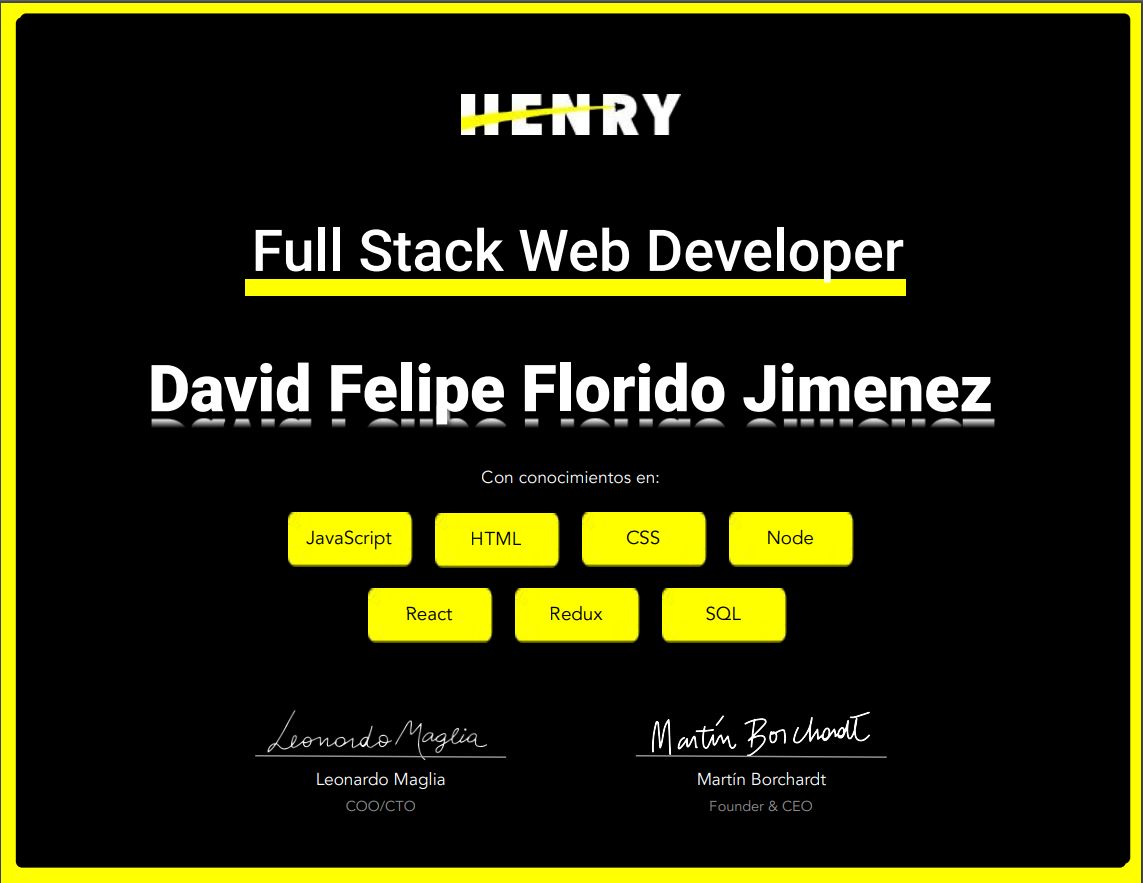 HENRY
Full Stack Web Developer
David Felipe Florido Jimenez
Con conocimientos en:
JavaScript HTML CSS Node
React Redux SQL
Leonardo Maglia Martín Borchardt
Leonardo Maglia Martín Borchardt
COO/CTO Founder & CEO